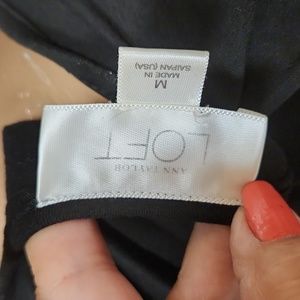 ANN TAYLOR
LOFT
M
MADE IN
SAIPAN (USA)